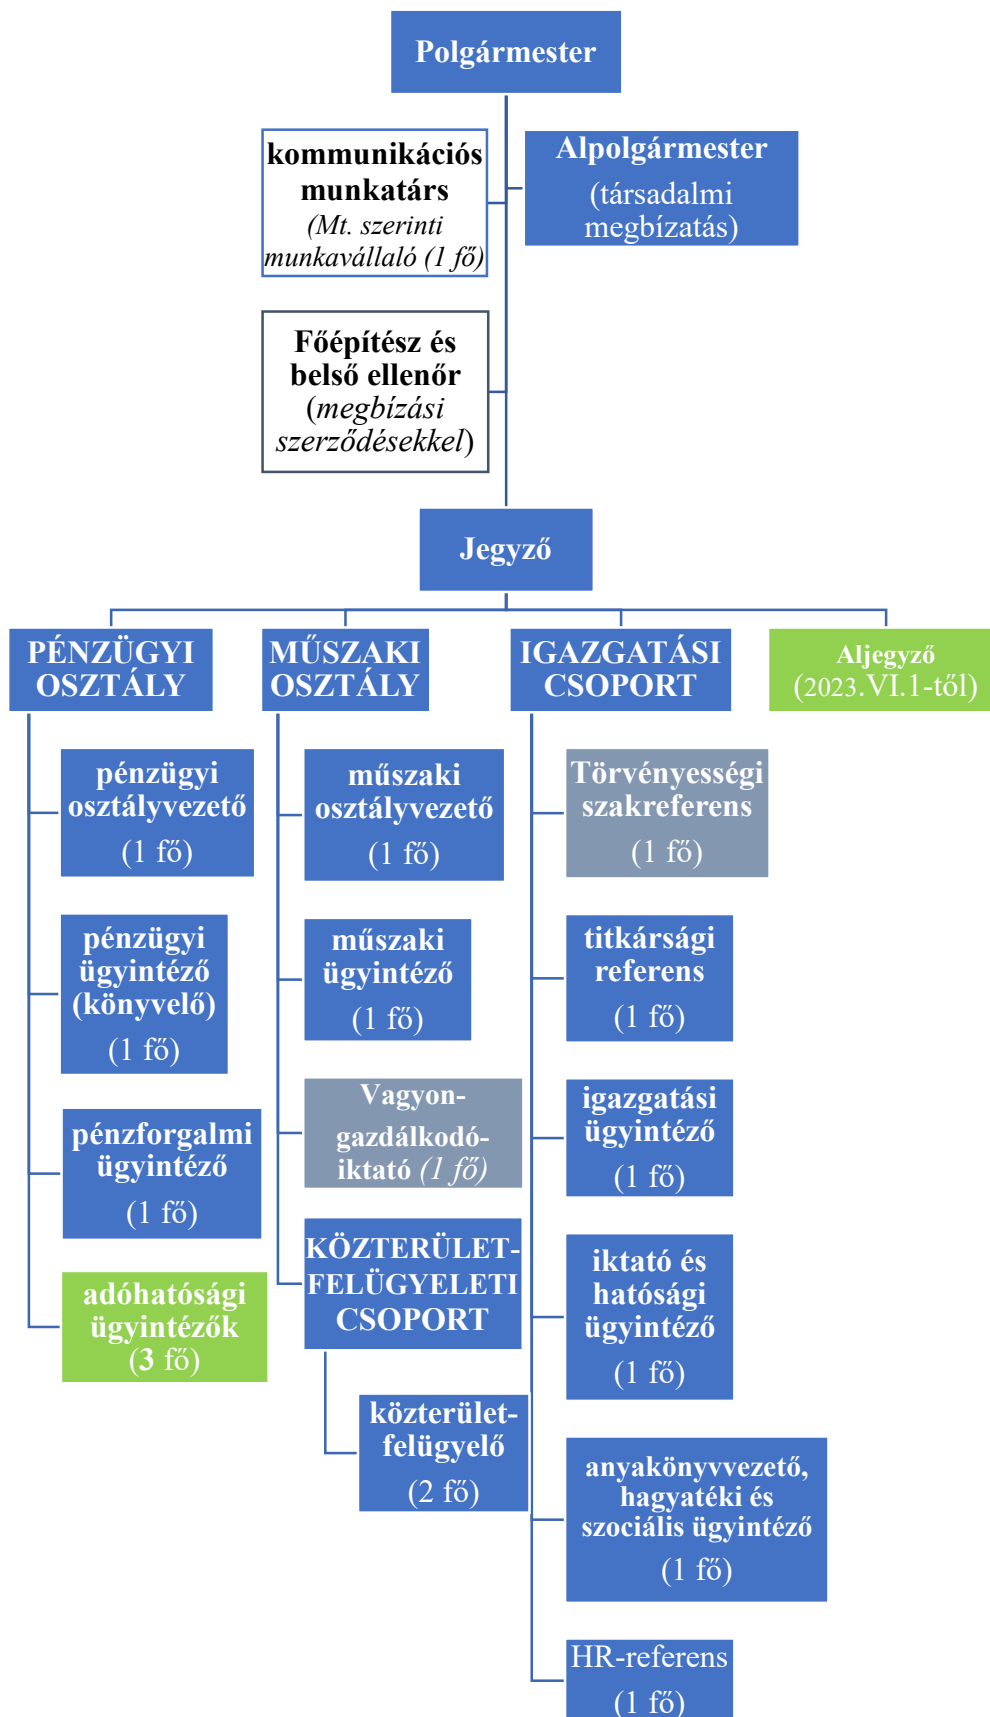 Polgármester
kommunikációs
munkatárs
(Mt. szerinti
munkavállaló (1 fő)
Alpolgármester
(társadalmi
megbízatás)
Főépítész és
belső ellenőr
(megbízási
szerződésekkel)
Jegyző
PÉNZÜGYI
OSZTÁLY
pénzügyi
osztályvezető
(1 fő)
pénzügyi
ügyintéző
(könyvelő)
(1 fő)
pénzforgalmi
ügyintéző
(1 fő)
adóhatósági
ügyintézők
(3 fő)
MŰSZAKI
OSZTÁLY
műszaki
osztályvezető
(1 fő)
műszaki
ügyintéző
(1 fő)
Vagyon-
gazdálkodó-
iktató (1 fő)
KÖZTERÜLET-
FELÜGYELETI
CSOPORT
közterület-
felügyelő
(2 fő)
IGAZGATÁSI
CSOPORT
Törvényességi
szakreferens
(1 fő)
titkársági
referens
(1 fő)
igazgatási
ügyintéző
(1 fő)
iktató és
hatósági
ügyintéző
(1 fő)
anyakönyvvezető,
hagyatéki és
szociális ügyintéző
(1 fő)
HR-referens
(1 fő)
Aljegyző
(2023.VI.1-től)